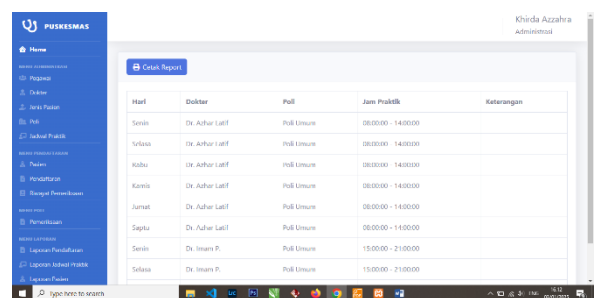 PUSKESMAS
Khirda Azzahra
Administrasi
Home
Pegawai
Dokter
Jenis Pasien
Poli
Jadwal Praktik
Pasien
Pendaftaran
Riwayat Pemeriksaan
Pemeriksaan
Laporan Pendaftaran
Laporan Jadwal Praktik
Laporan Pasien
Cetak Report
Hari Dokter Poli Jam Praktik Keterangan
Senin Dr. Azhar Latif Poli Umum 08:00:00 - 14:00:00
Selasa Dr. Azhar Latif Poli Umum 08:00:00 - 14:00:00
Rabu Dr. Azhar Latif Poli Umum 08:00:00 - 14:00:00
Kamis Dr. Azhar Latif Poli Umum 08:00:00 - 14:00:00
Jumat Dr. Azhar Latif Poli Umum 08:00:00 - 14:00:00
Saptu Dr. Azhar Latif Poli Umum 08:00:00 - 14:00:00
Senin Dr. Imam P. Poli Umum 15:00:00 - 21:00:00
Selasa Dr. Imam P. Poli Umum 15:00:00 - 21:00:00
Type here to search
16.12